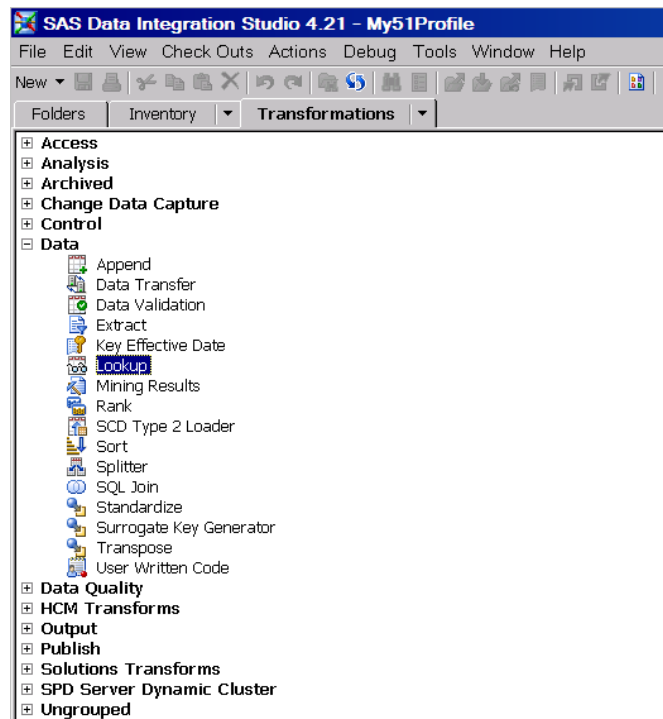 SAS Data Integration Studio 4.21 - My51Profile
File Edit View Check Outs Actions Debug Tools Window Help
New
Folders Inventory Transformations
Access
Analysis
Archived
Change Data Capture
Control
Data
Append
Data Transfer
Data Validation
Extract
Key Effective Date
Lookup
Mining Results
Rank
SCD Type 2 Loader
Sort
Splitter
SQL Join
Standardize
Surrogate Key Generator
Transpose
User Written Code
Data Quality
HCM Transforms
Output
Publish
Solutions Transforms
SPD Server Dynamic Cluster
Ungrouped